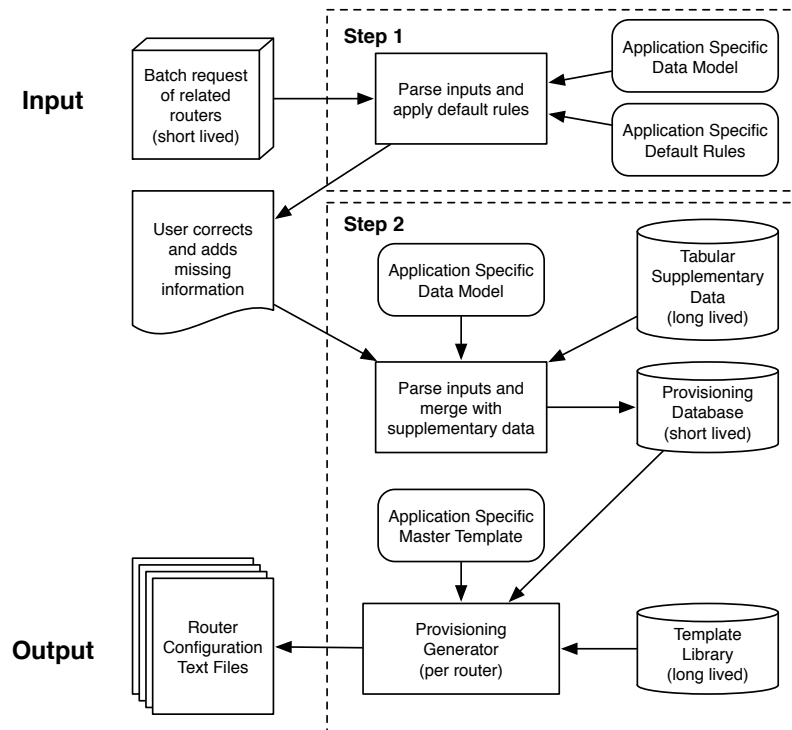 Step 1
Input
Batch request
of related
routers
(short lived)
Parse inputs and
apply default rules
Application Specific
Data Model
Application Specific
Default Rules
User corrects
and adds
missing
information
Step 2
Application Specific
Data Model
Tabular
Supplementary
Data
(long lived)
Parse inputs and
merge with
supplementary data
Provisioning
Database
(short lived)
Application Specific
Master Template
Output
Router
Configuration
Text Files
Provisioning
Generator
(per router)
Template
Library
(long lived)